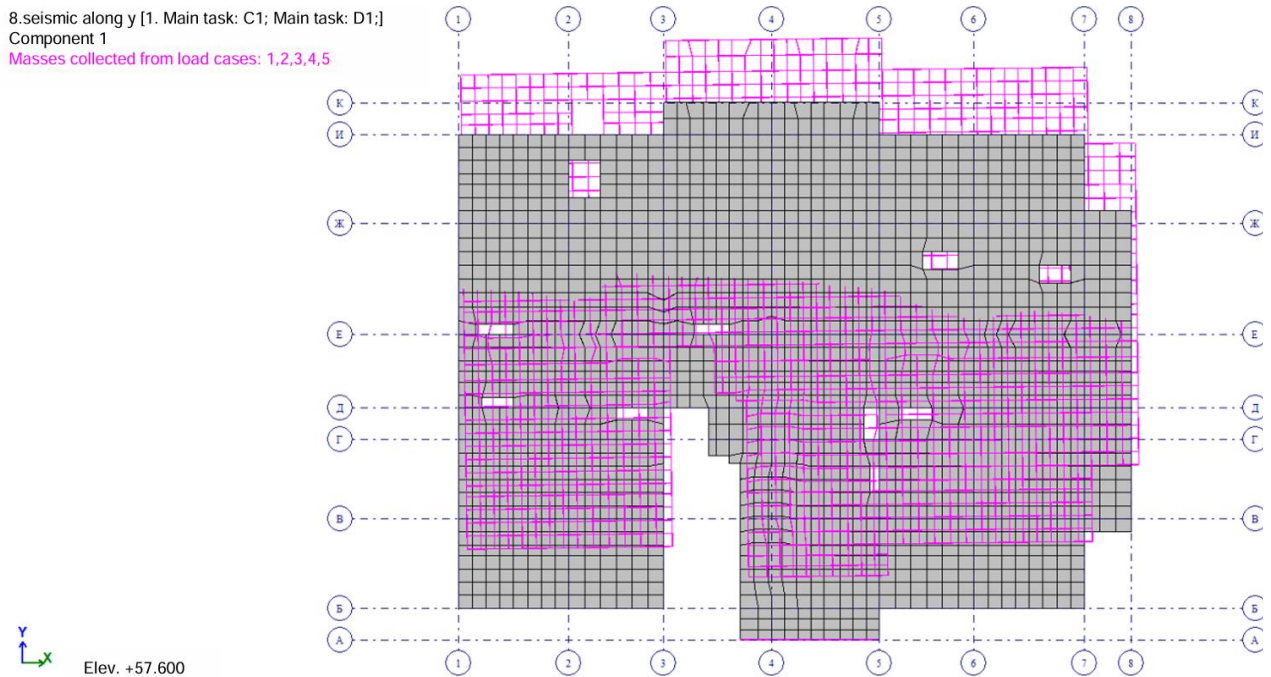 8.seismic along y [1. Main task: C1; Main task: D1;]
Component 1
Masses collected from load cases: 1,2,3,4,5
1 2 3 4 5 6 7 8
К К
И И
Ж Ж
Е Е
Д Д
Г Г
В В
Б Б
А А
1 2 3 4 5 6 7 8
Y
X
Elev. +57.600